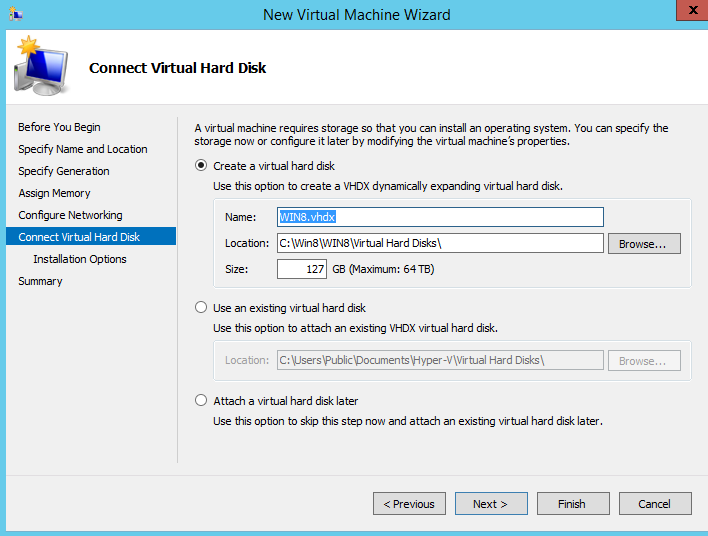 New Virtual Machine Wizard
x
Connect Virtual Hard Disk
Before You Begin
Specify Name and Location
Specify Generation
Assign Memory
Configure Networking
Connect Virtual Hard Disk
Installation Options
Summary
A virtual machine requires storage so that you can install an operating system. You can specify the
storage now or configure it later by modifying the virtual machine's properties.
Create a virtual hard disk
Use this option to create a VHDX dynamically expanding virtual hard disk.
Name: WIN8.vhdx
Location: C:\Win8\WIN8\Virtual Hard Disks\ Browse...
Size: 127 GB (Maximum: 64 TB)
Use an existing virtual hard disk
Use this option to attach an existing VHDX virtual hard disk.
Location: C:\Users\Public\Documents\Hyper-V\Virtual Hard Disks\ Browse...
Attach a virtual hard disk later
Use this option to skip this step now and attach an existing virtual hard disk later.
< Previous Next > Finish Cancel